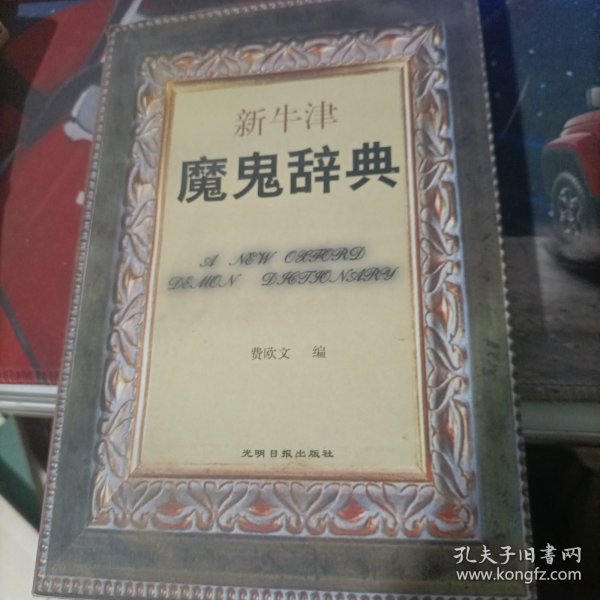 新牛津
魔鬼辞典
A NEW OXFORD
DEMON DICTIONARY
费欧文 编
光明日报出版社
孔夫子旧书网
www.kongfz.com